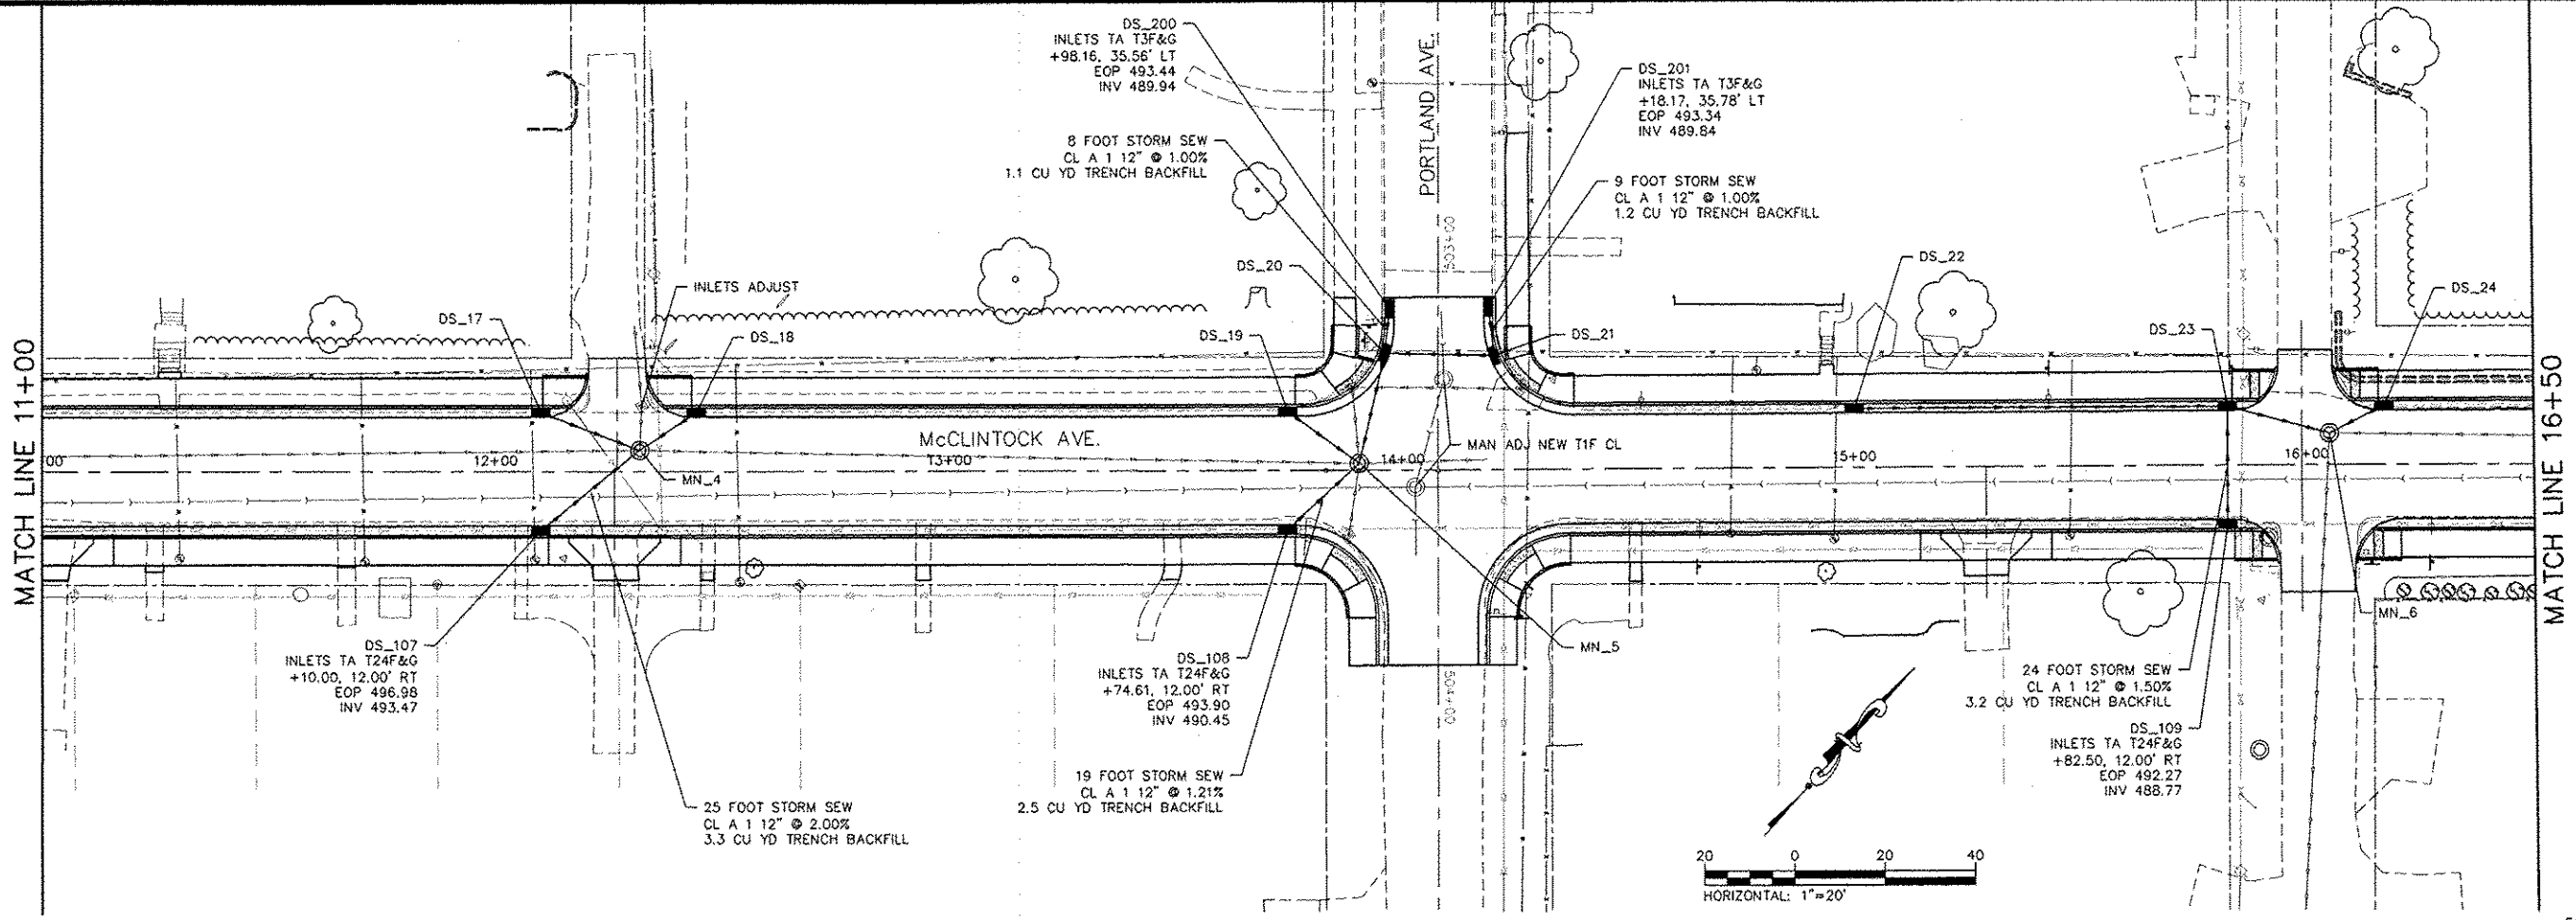 DS_200
INLETS TA T3F&G
+98.16, 35.56' LT
EOP 493.44
INV 489.94
PORTLAND AVE.
DS_201
INLETS TA T3F&G
+18.17, 35.78' LT
EOP 493.34
INV 489.84
8 FOOT STORM SEW
CL A 1 12" @ 1.00%
1.1 CU YD TRENCH BACKFILL
9 FOOT STORM SEW
CL A 1 12" @ 1.00%
1.2 CU YD TRENCH BACKFILL
503+00
DS_20
DS_22
INLETS ADJUST
DS_24
DS_17
DS_18
DS_19
DS_21
DS_23
MATCH LINE 11+00
MATCH LINE 16+50
McCLINTOCK AVE.
MAN ADJ NEW T1F CL
00
12+00
13+00
14+00
15+00
16+00
MN_4
MN_5
MN_6
DS_107
INLETS TA T24F&G
+10.00, 12.00' RT
EOP 496.98
INV 493.47
DS_108
INLETS TA T24F&G
+74.61, 12.00' RT
EOP 493.90
INV 490.45
504+00
24 FOOT STORM SEW
CL A 1 12" @ 1.50%
3.2 CU YD TRENCH BACKFILL
DS_109
INLETS TA T24F&G
+82.50, 12.00' RT
EOP 492.27
INV 488.77
19 FOOT STORM SEW
CL A 1 12" @ 1.21%
2.5 CU YD TRENCH BACKFILL
25 FOOT STORM SEW
CL A 1 12" @ 2.00%
3.3 CU YD TRENCH BACKFILL
20 0 20 40
HORIZONTAL: 1"=20'